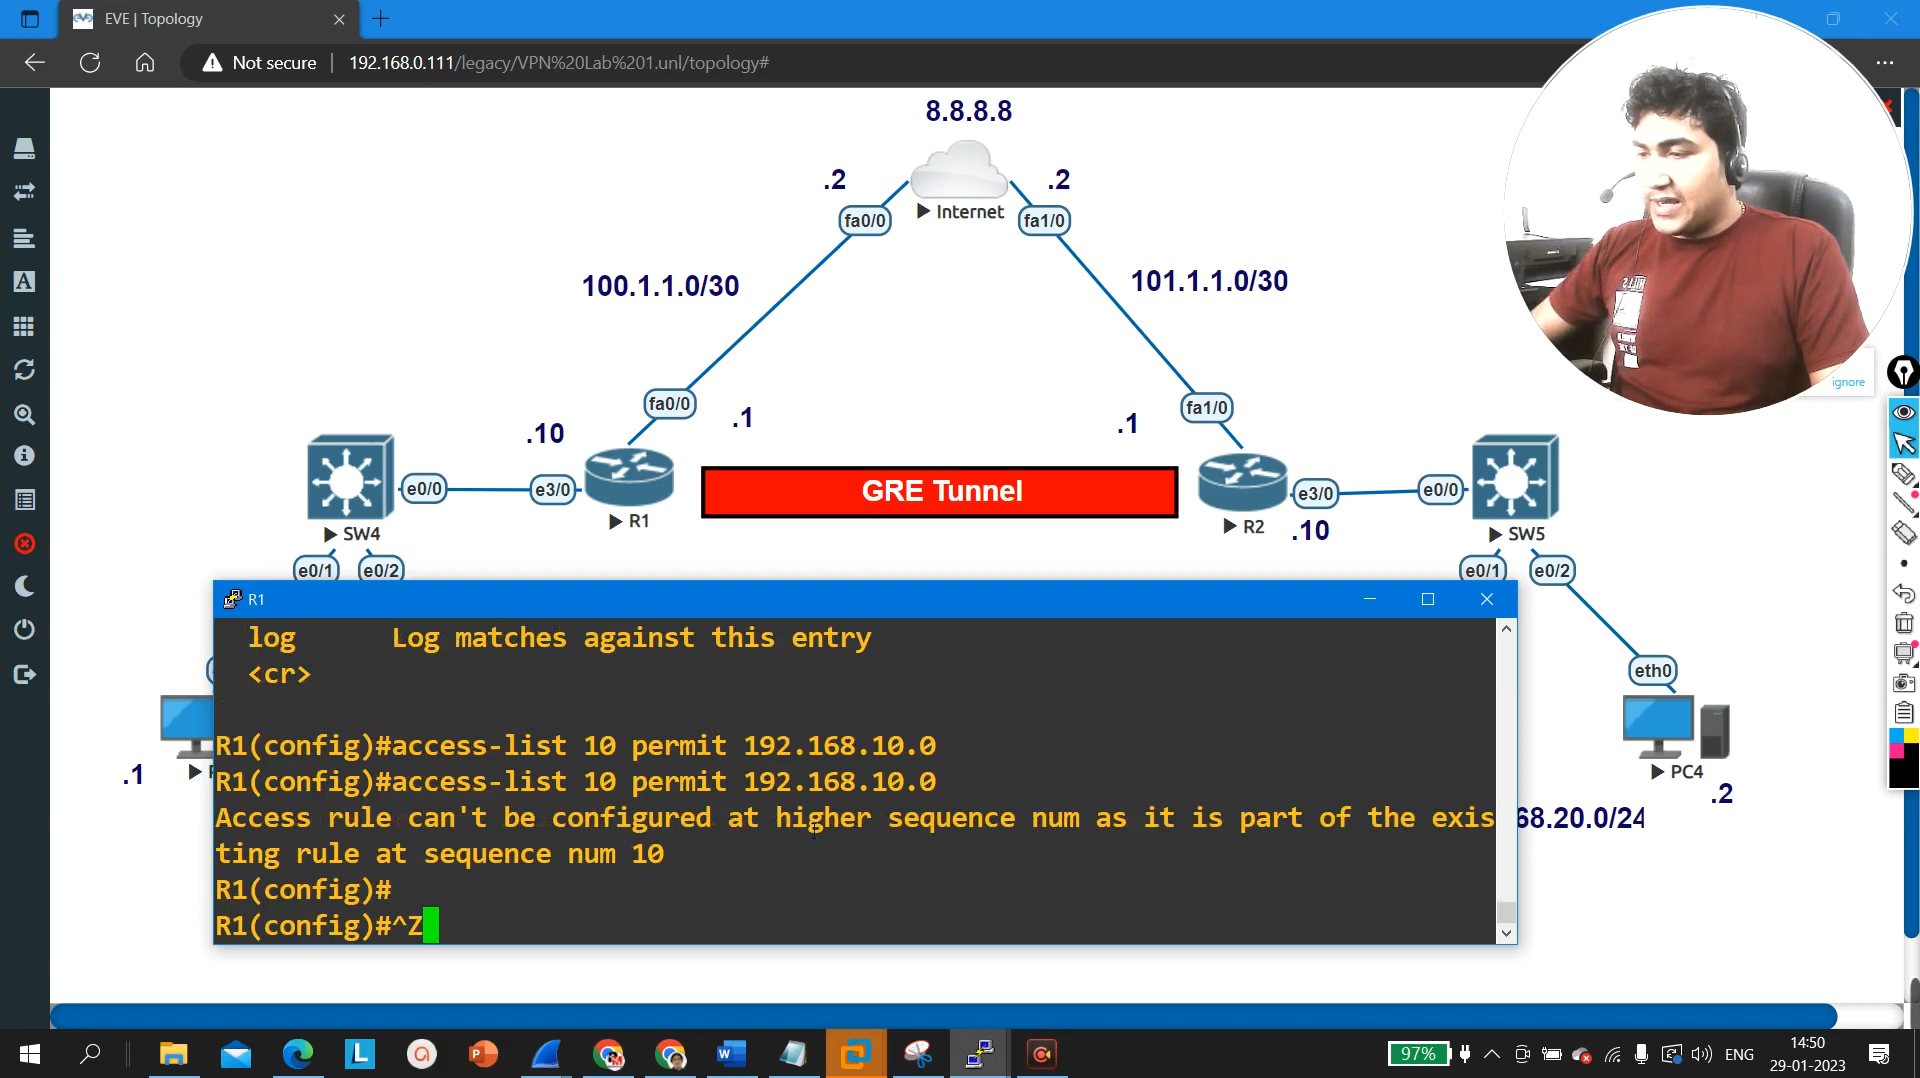 EVE | Topology
Not secure
192.168.0.111/legacy/VPN%20Lab%201.unl/topology#
8.8.8.8
.2
.2
Internet
fa0/0
fa1/0
100.1.1.0/30
101.1.1.0/30
ignore
fa0/0
fa1/0
.1
.1
.10
e0/0
e3/0
GRE Tunnel
e3/0
e0/0
SW4
R1
R2
.10
SW5
e0/1
e0/2
e0/1
e0/2
R1
log Log matches against this entry
<cr>
R1(config)#access-list 10 permit 192.168.10.0
R1(config)#access-list 10 permit 192.168.10.0
Access rule can't be configured at higher sequence num as it is part of the exis
ting rule at sequence num 10
R1(config)#
R1(config)#^Z
eth0
.1
PC4
.2
68.20.0/24
97%
ENG
14:50
29-01-2023